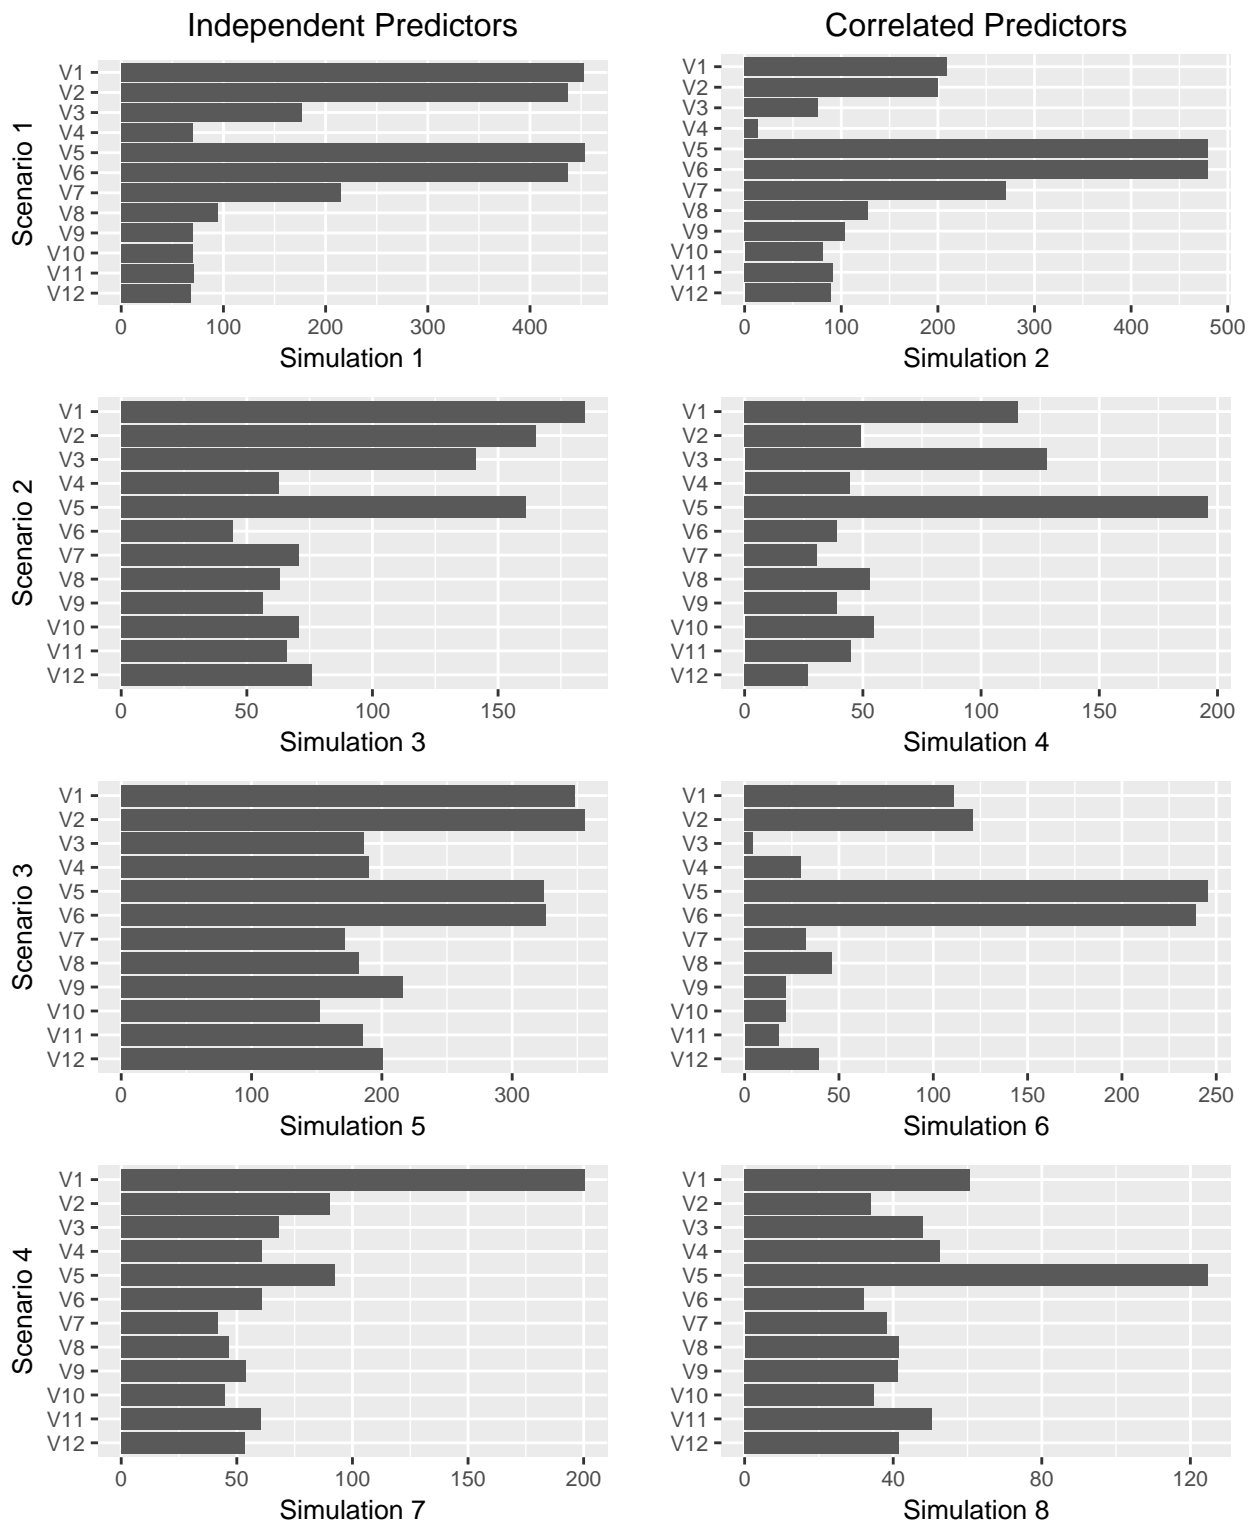 Independent Predictors
Correlated Predictors
Scenario 1
V1
V2
V3
V4
V5
V6
V7
V8
V9
V10
V11
V12
0 100 200 300 400
Simulation 1
V1
V2
V3
V4
V5
V6
V7
V8
V9
V10
V11
V12
0 100 200 300 400 500
Simulation 2
Scenario 2
V1
V2
V3
V4
V5
V6
V7
V8
V9
V10
V11
V12
0 50 100 150
Simulation 3
V1
V2
V3
V4
V5
V6
V7
V8
V9
V10
V11
V12
0 50 100 150 200
Simulation 4
Scenario 3
V1
V2
V3
V4
V5
V6
V7
V8
V9
V10
V11
V12
0 100 200 300
Simulation 5
V1
V2
V3
V4
V5
V6
V7
V8
V9
V10
V11
V12
0 50 100 150 200 250
Simulation 6
Scenario 4
V1
V2
V3
V4
V5
V6
V7
V8
V9
V10
V11
V12
0 50 100 150 200
Simulation 7
V1
V2
V3
V4
V5
V6
V7
V8
V9
V10
V11
V12
0 40 80 120
Simulation 8